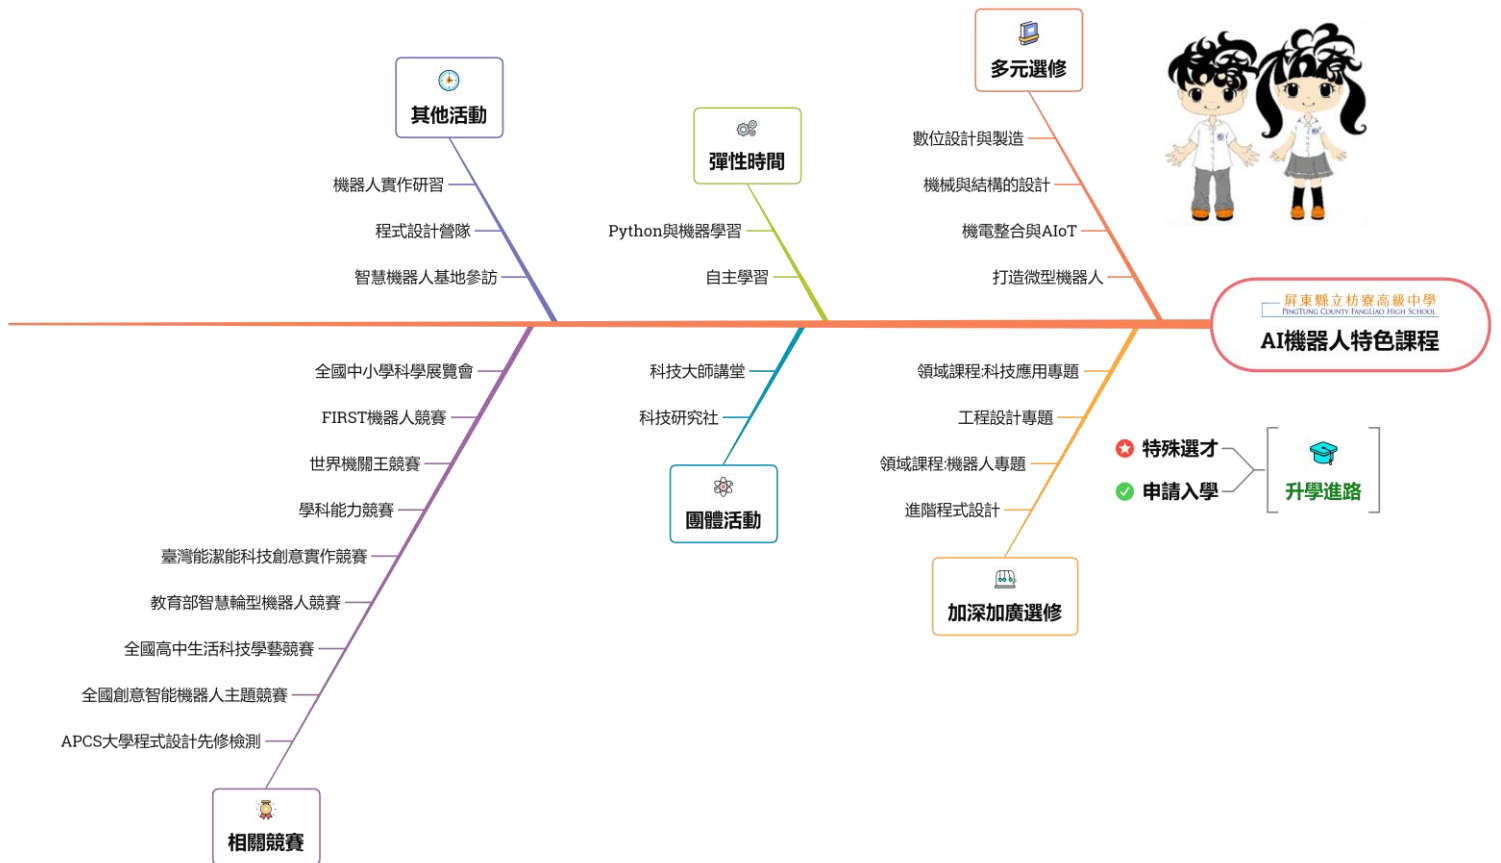 多元選修
數位設計與製造
機械與結構的設計
機電整合與AIoT
打造微型機器人
彈性時間
Python與機器學習
自主學習
其他活動
機器人實作研習
程式設計營隊
智慧機器人基地參訪
屏東縣立枋寮高級中學
PINGTUNG COUNTY FANGLIAO HIGH SCHOOL
AI機器人特色課程
領域課程:科技應用專題
工程設計專題
領域課程:機器人專題
進階程式設計
加深加廣選修
科技大師講堂
科技研究社
團體活動
全國中小學科學展覽會
FIRST機器人競賽
世界機關王競賽
學科能力競賽
臺灣能潔能科技創意實作競賽
教育部智慧輪型機器人競賽
全國高中生活科技學藝競賽
全國創意智能機器人主題競賽
APCS大學程式設計先修檢測
相關競賽
特殊選才
申請入學
升學進路